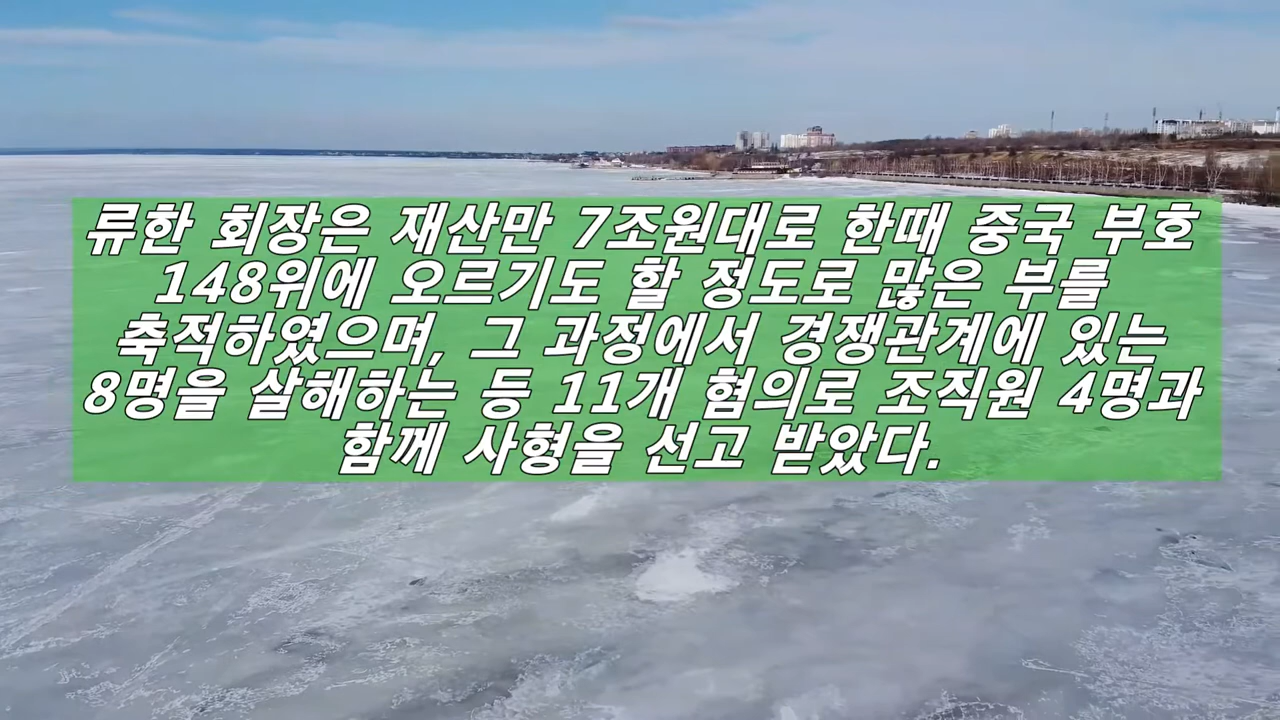 류한 회장은 재산만 7조원대로 한때 중국 부호
148위에 오르기도 할 정도로 많은 부를
축적하였으며, 그 과정에서 경쟁관계에 있는
8명을 살해하는 등 11개 혐의로 조직원 4명과
함께 사형을 선고 받았다.